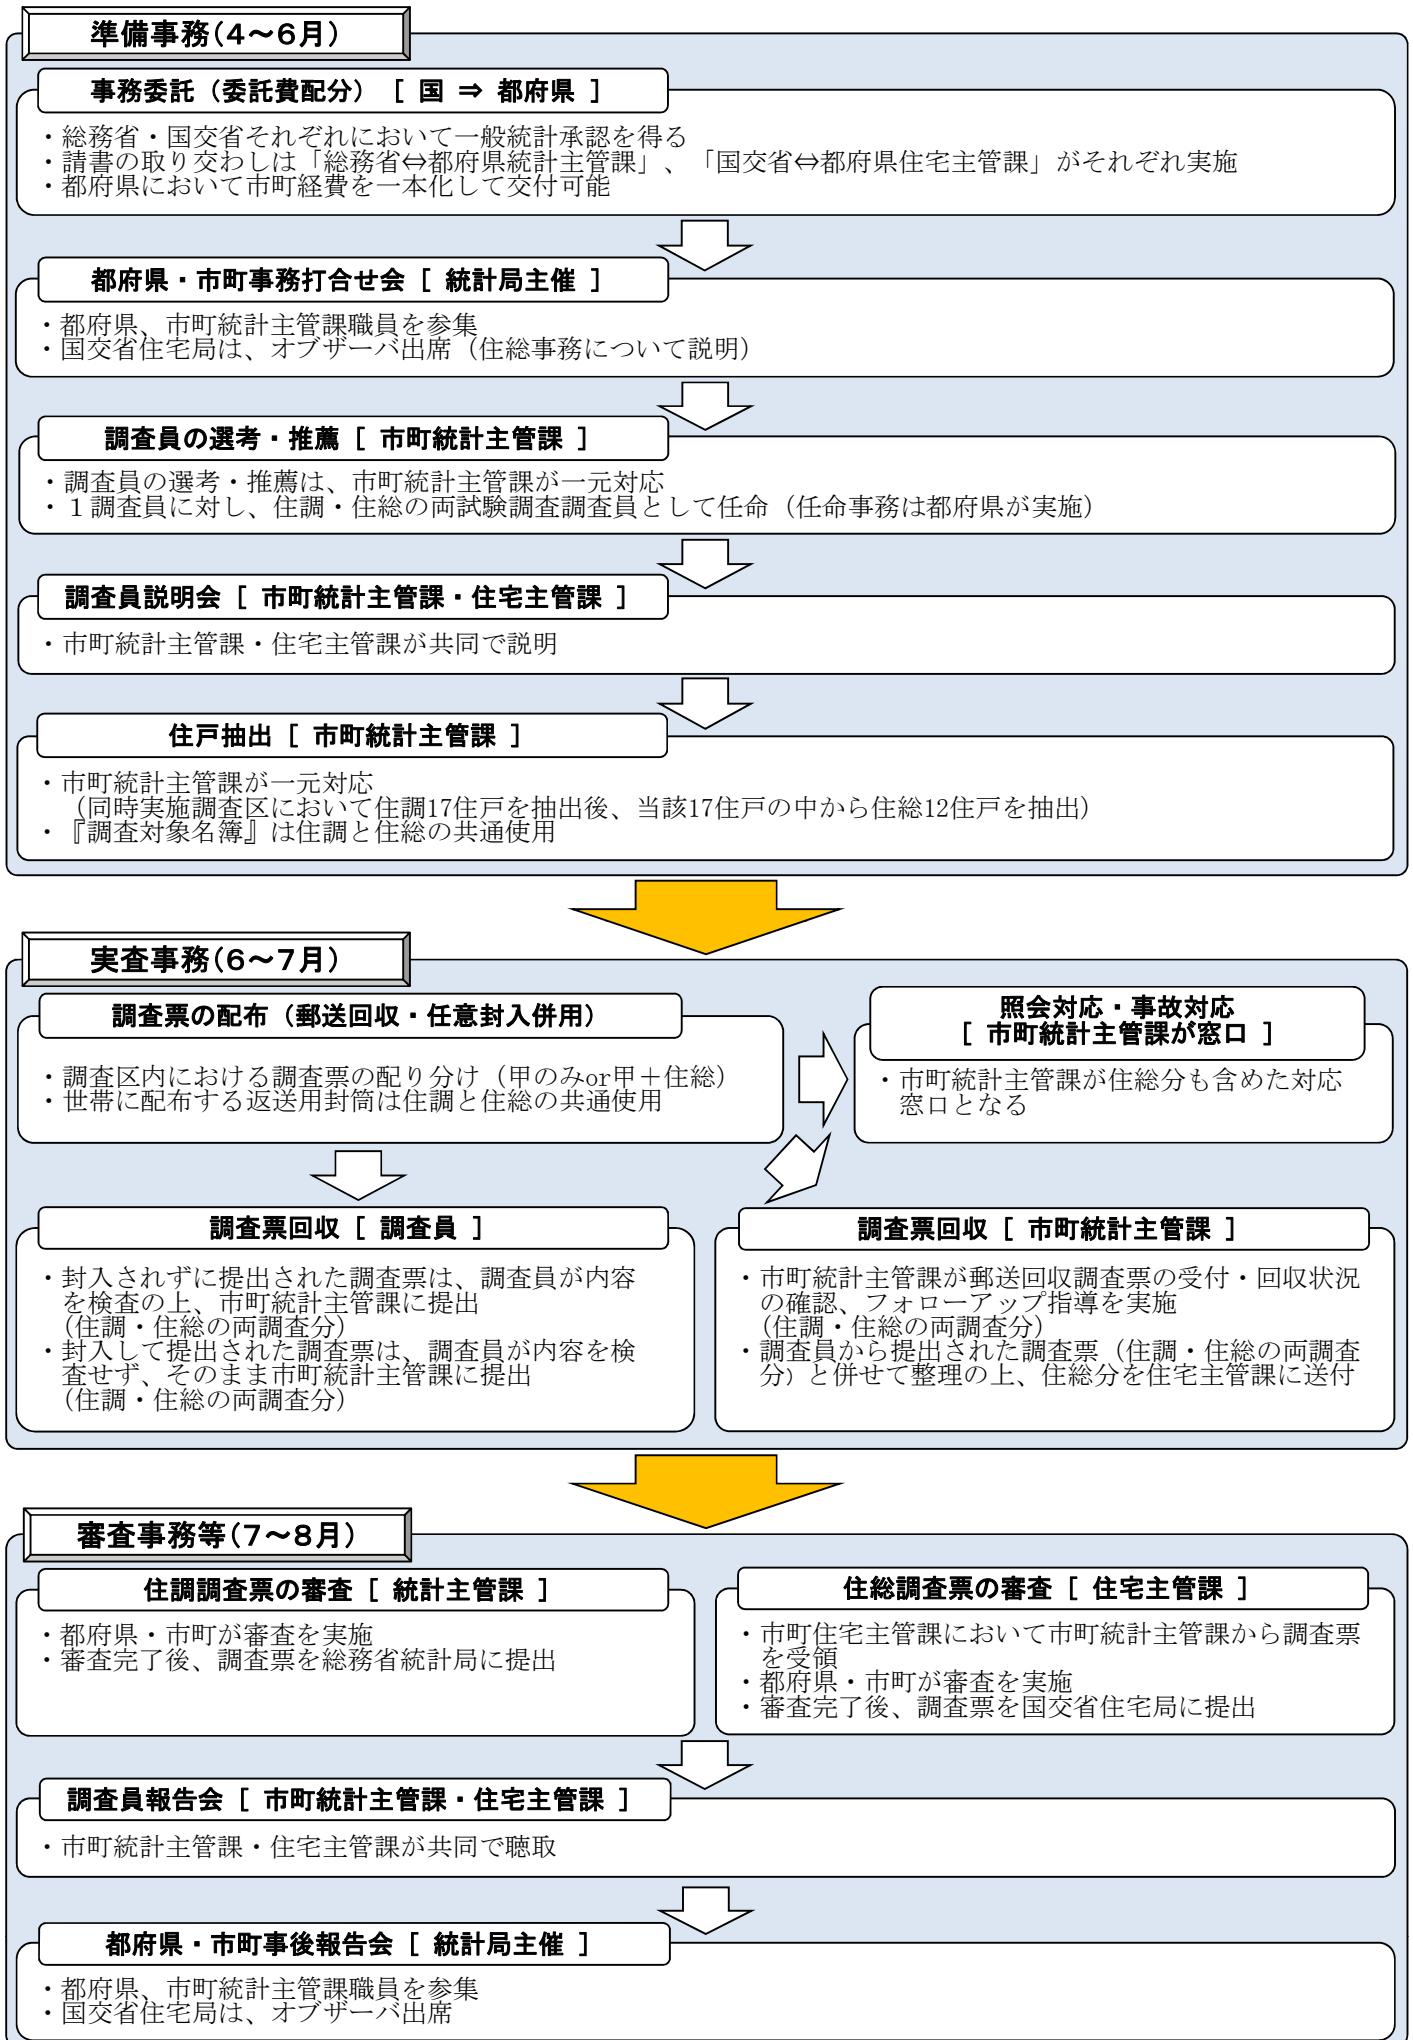 準備事務(4～6月)
事務委託（委託費配分）［ 国 ⇒ 都府県 ］
・総務省・国交省それぞれにおいて一般統計承認を得る
・請書の取り交わしは「総務省⇔都府県統計主管課」、「国交省⇔都府県住宅主管課」がそれぞれ実施
・都府県において市町経費を一本化して交付可能
都府県・市町事務打合せ会［ 統計局主催 ］
・都府県、市町統計主管課職員を参集
・国交省住宅局は、オブザーバ出席（住総事務について説明）
調査員の選考・推薦［ 市町統計主管課 ］
・調査員の選考・推薦は、市町統計主管課が一元対応
・１調査員に対し、住調・住総の両試験調査調査員として任命（任命事務は都府県が実施）
調査員説明会［ 市町統計主管課・住宅主管課 ］
・市町統計主管課・住宅主管課が共同で説明
住戸抽出［ 市町統計主管課 ］
・市町統計主管課が一元対応
（同時実施調査区において住調17住戸を抽出後、当該17住戸の中から住総12住戸を抽出）
・『調査対象名簿』は住調と住総の共通使用
実査事務(6～7月)
調査票の配布（郵送回収・任意封入併用）
・調査区内における調査票の配り分け（甲のみor甲＋住総）
・世帯に配布する返送用封筒は住調と住総の共通使用
照会対応・事故対応
［ 市町統計主管課が窓口 ］
・市町統計主管課が住総分も含めた対応
窓口となる
調査票回収［ 調査員 ］
・封入されずに提出された調査票は、調査員が内容
を検査の上、市町統計主管課に提出
（住調・住総の両調査分）
・封入して提出された調査票は、調査員が内容を検
査せず、そのまま市町統計主管課に提出
（住調・住総の両調査分）
調査票回収［ 市町統計主管課 ］
・市町統計主管課が郵送回収調査票の受付・回収状況
の確認、フォローアップ指導を実施
（住調・住総の両調査分）
・調査員から提出された調査票（住調・住総の両調査
分）と併せて整理の上、住総分を住宅主管課に送付
審査事務等(7～8月)
住調調査票の審査［ 統計主管課 ］
・都府県・市町が審査を実施
・審査完了後、調査票を総務省統計局に提出
住総調査票の審査［ 住宅主管課 ］
・市町住宅主管課において市町統計主管課から調査票
を受領
・都府県・市町が審査を実施
・審査完了後、調査票を国交省住宅局に提出
調査員報告会［ 市町統計主管課・住宅主管課 ］
・市町統計主管課・住宅主管課が共同で聴取
都府県・市町事後報告会［ 統計局主催 ］
・都府県、市町統計主管課職員を参集
・国交省住宅局は、オブザーバ出席